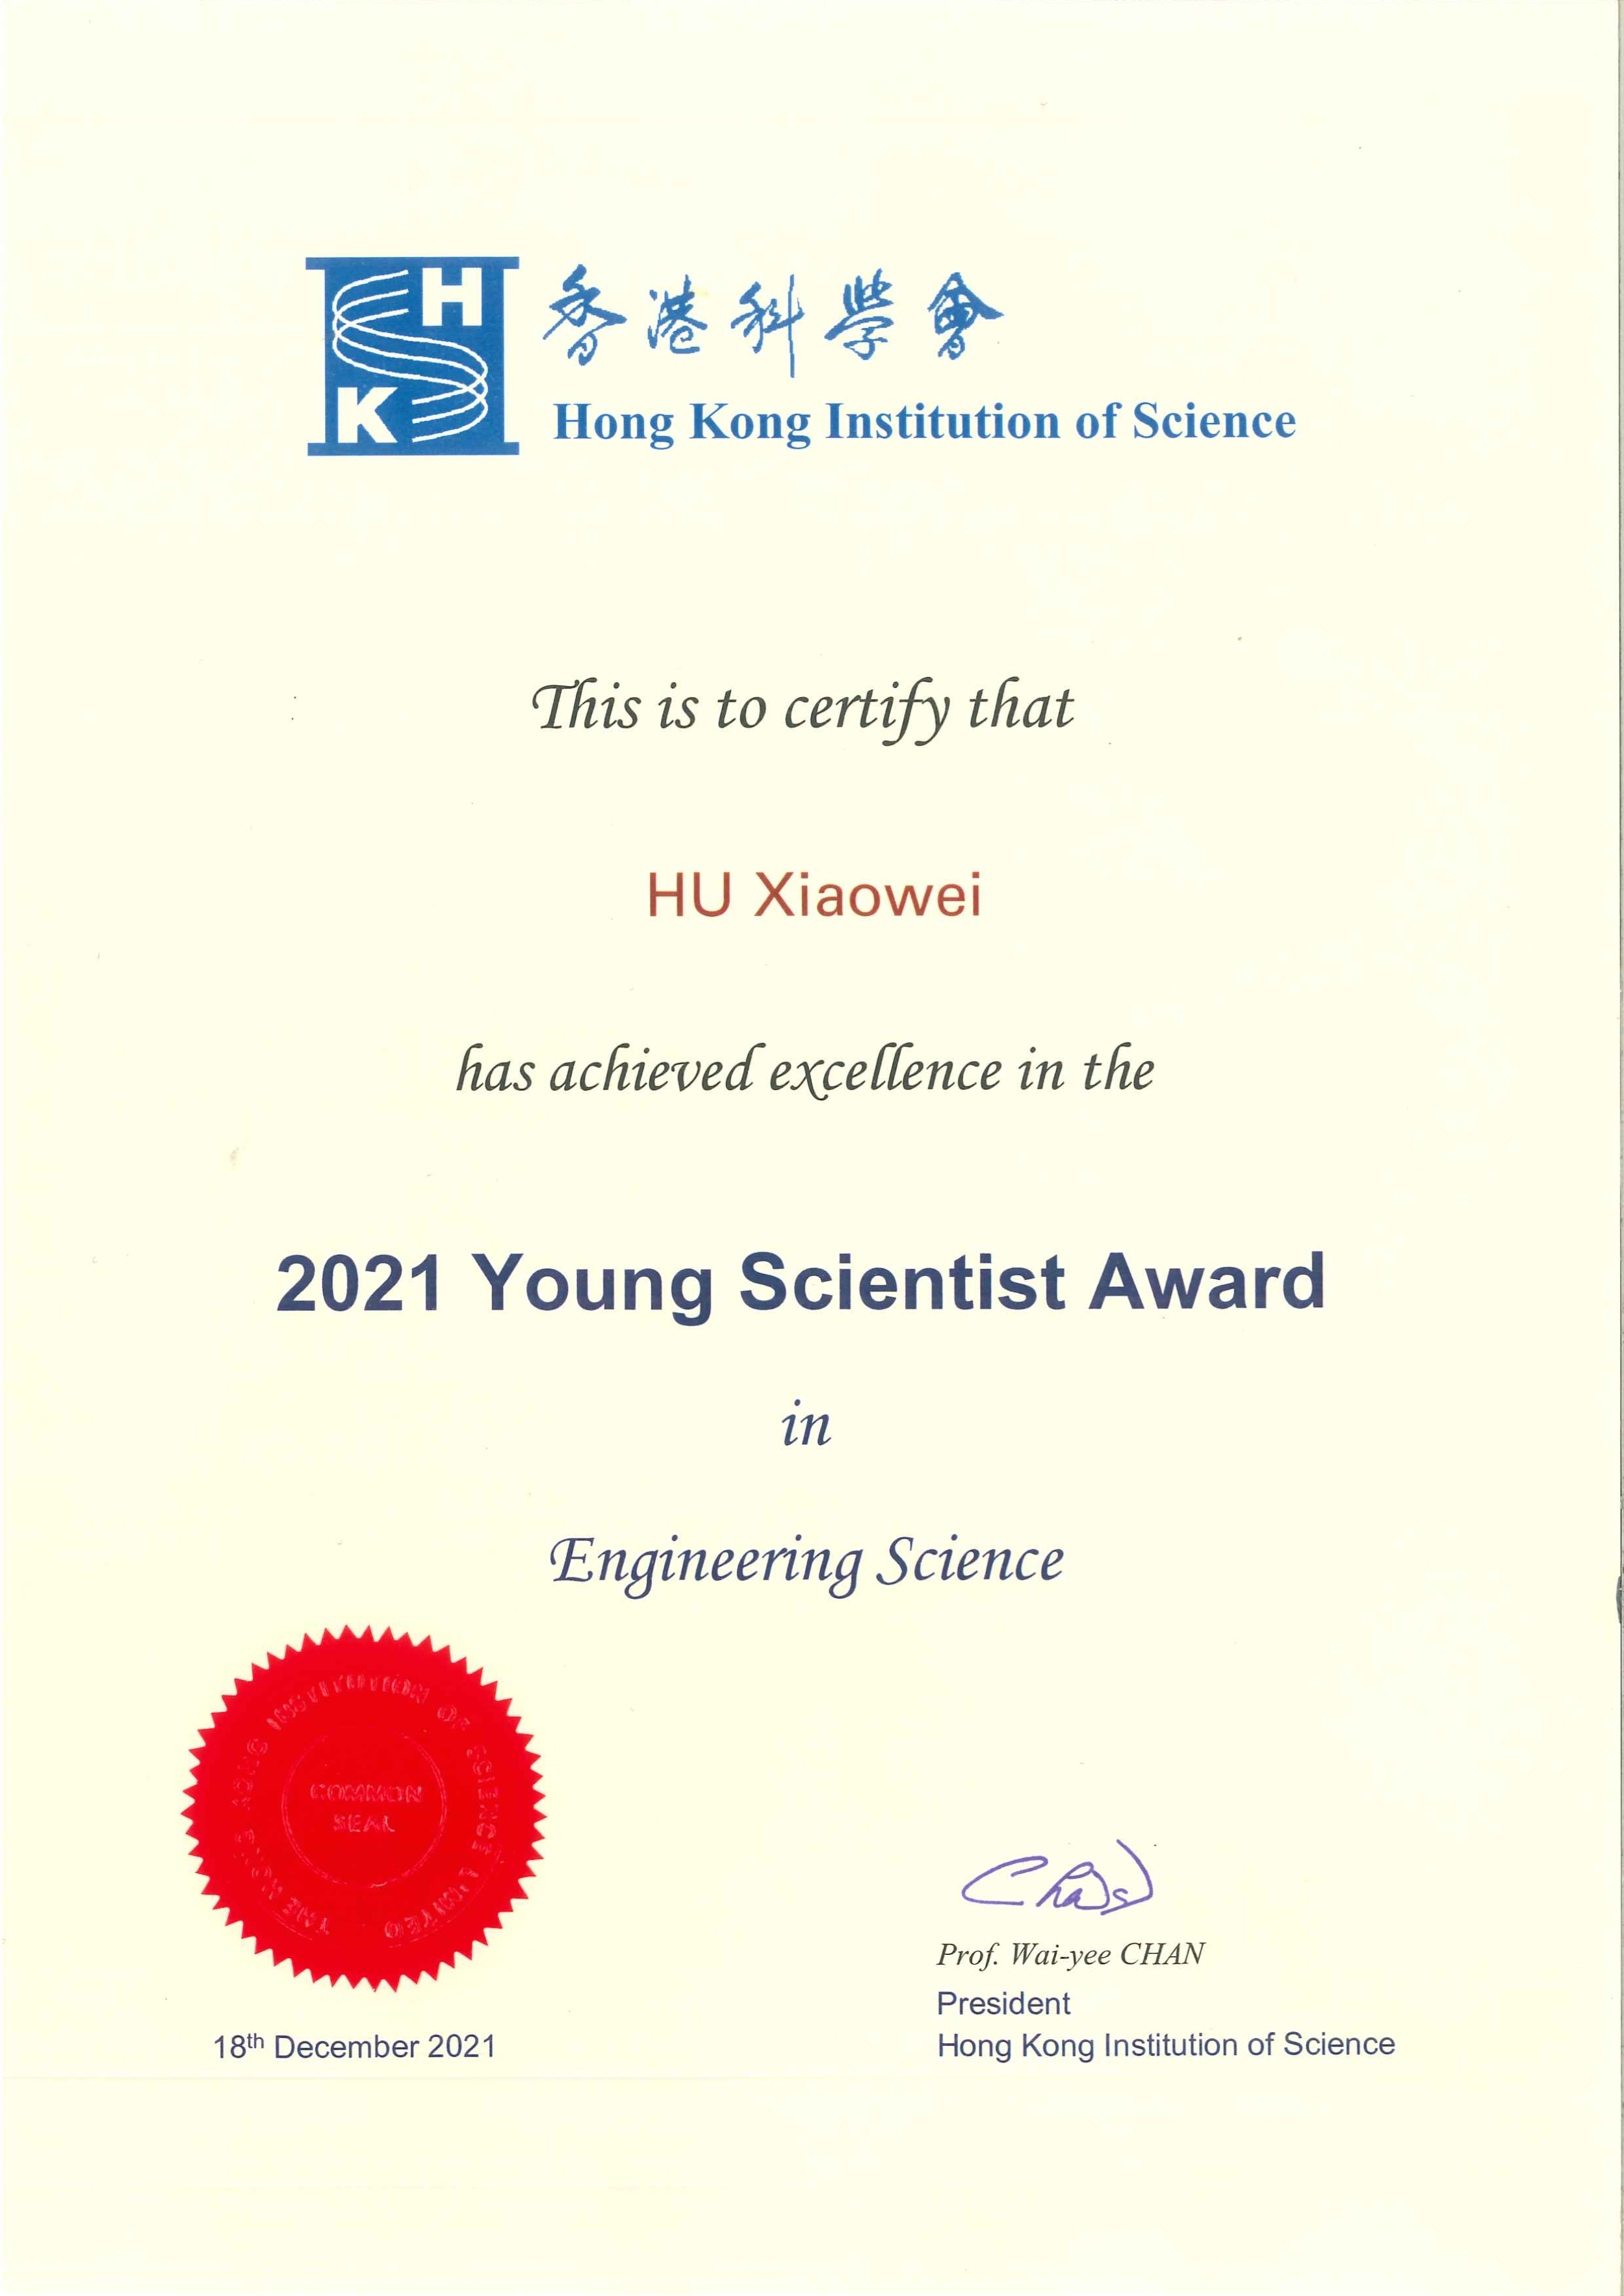 HK
香港科學會
Hong Kong Institution of Science
This is to certify that
HU Xiaowei
has achieved excellence in the
2021 Young Scientist Award
in
Engineering Science
THE HONG KONG INSTITUTION OF SCIENCE LIMITED
COMMON
SEAL
Prof. Wai-yee CHAN
President
Hong Kong Institution of Science
18th December 2021